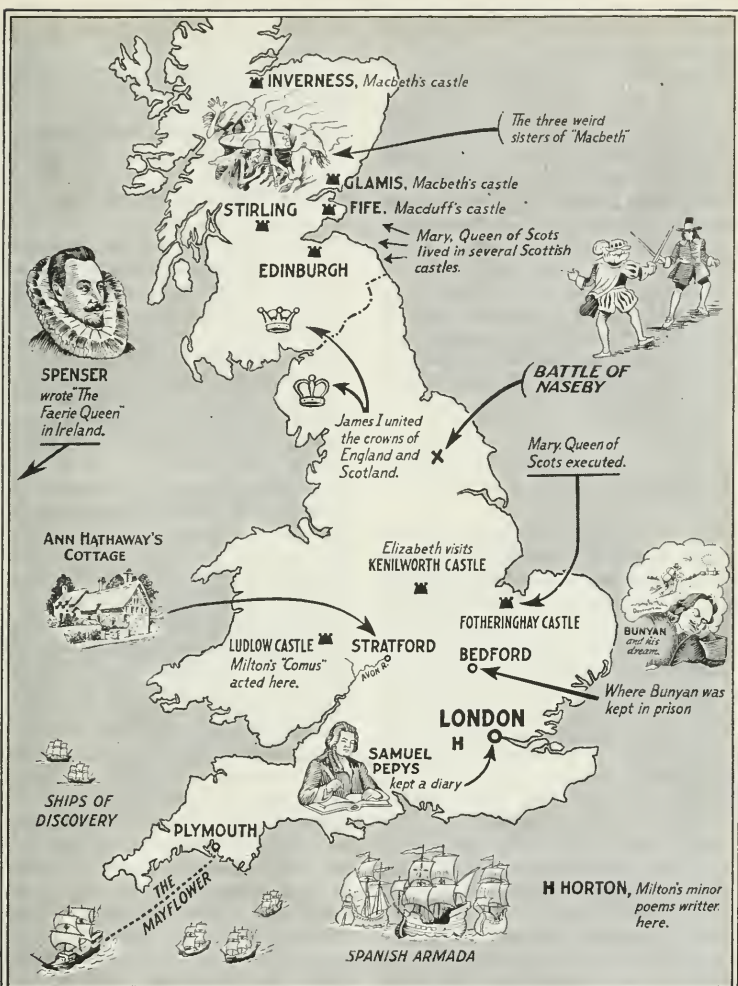 INVERNESS, Macbeth's castle
The three weird
sisters of "Macbeth"
GLAMIS, Macbeth's castle
STIRLING
FIFE, Macduff's castle
Mary, Queen of Scots
lived in several Scottish
castles.
EDINBURGH
SPENSER
wrote "The
Faerie Queen"
in Ireland.
BATTLE OF
NASEBY
James I united
the crowns of
England and
Scotland.
x
Mary, Queen of
Scots executed.
ANN HATHAWAY'S
COTTAGE
Elizabeth visits
KENILWORTH CASTLE
FOTHERINGHAY CASTLE
BUNYAN
and his
dream.
LUDLOW CASTLE
Milton's "Comus"
acted here.
STRATFORD
AVON R.
BEDFORD
Where Bunyan was
kept in prison
LONDON
H
SAMUEL
PEPYS
kept a diary
SHIPS OF
DISCOVERY
PLYMOUTH
THE
MAYFLOWER
SPANISH ARMADA
H HORTON, Milton's minor
poems writter
here.